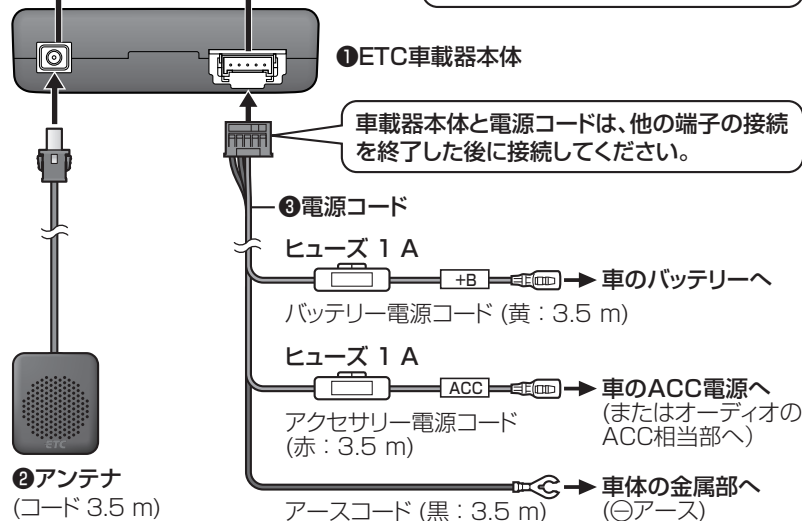 ❶ETC車載器本体
車載器本体と電源コードは、他の端子の接続
を終了した後に接続してください。
❸電源コード
ヒューズ 1 A
+B
車のバッテリーへ
バッテリー電源コード (黄:3.5 m)
ヒューズ 1 A
ACC
車のACC電源へ
(またはオーディオの
ACC相当部へ)
アクセサリー電源コード
(赤:3.5 m)
ETC
❷アンテナ
(コード 3.5 m)
車体の金属部へ
(⊖アース)
アースコード (黒:3.5 m)